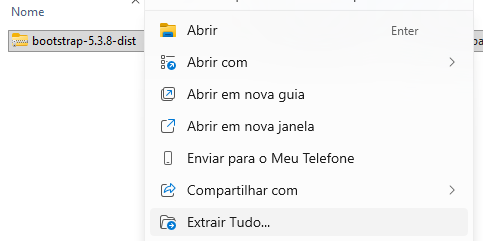 Nome
bootstrap-5.3.8-dist
Abrir Enter
Abrir com
Abrir em nova guia
Abrir em nova janela
Enviar para o Meu Telefone
Compartilhar com
Extrair Tudo...